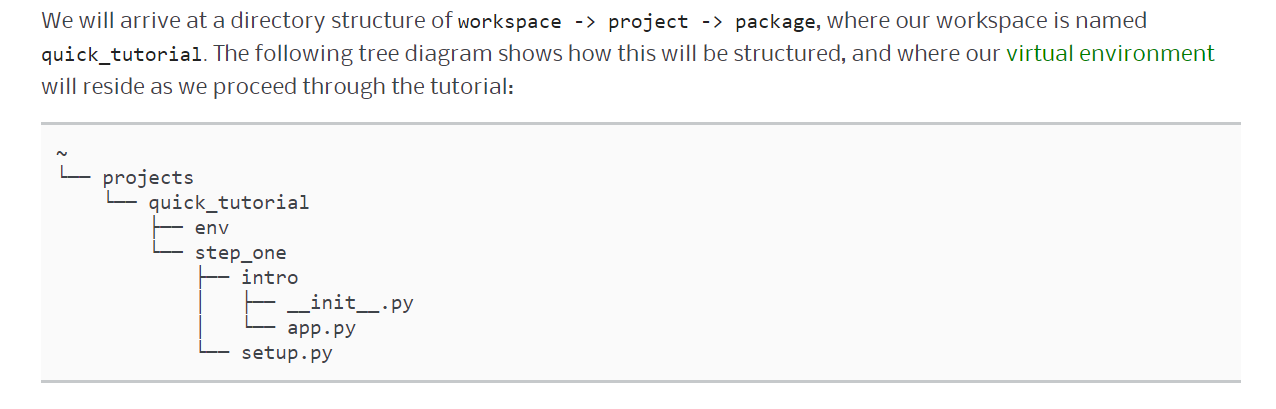 We will arrive at a directory structure of workspace -> project -> package, where our workspace is named
quick_tutorial. The following tree diagram shows how this will be structured, and where our virtual environment
will reside as we proceed through the tutorial:
~
└── projects
    └── quick_tutorial
        ├── env
        └── step_one
            ├── intro
            │   ├── __init__.py
            │   └── app.py
            └── setup.py